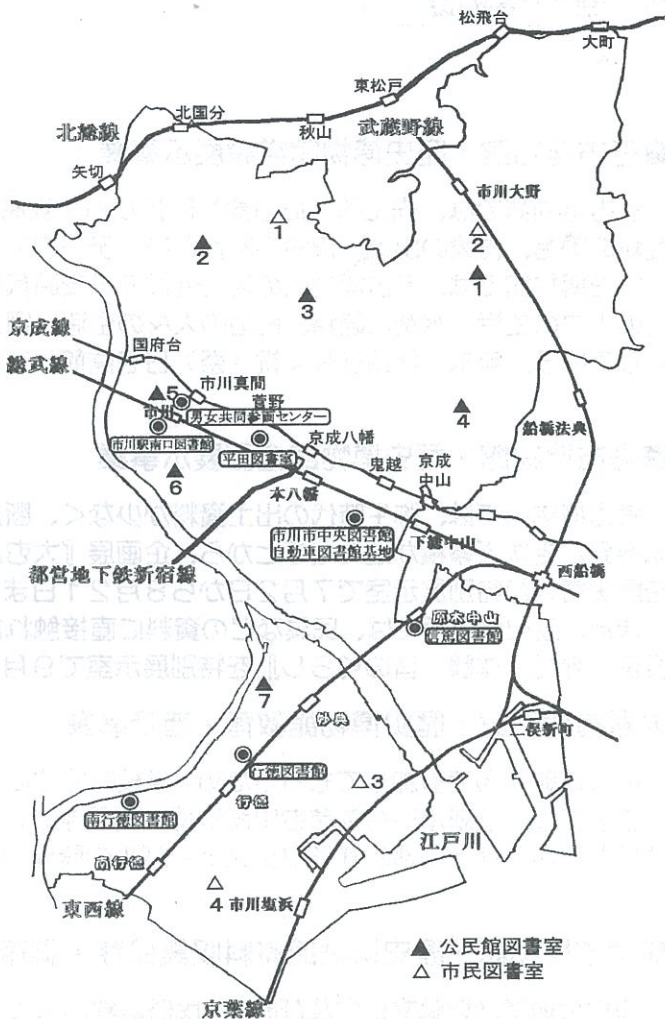 松飛台
大町
東松戸
北国分
秋山
武蔵野線
北総線
矢切
市川大野
1
2
2
1
3
京成線
国府台
総武線
5
市川真間
市川
菅野
男女共同参画センター
4
船橋法典
市川駅南口図書館
京成八幡
平田図書室
鬼越
京成
中山
6
本八幡
市川市中央図書館
自動車図書館基地
下総中山
西船橋
都営地下鉄新宿線
原木中山
信篤図書館
7
妙典
二俣新町
行徳図書館
行徳
3
南行徳図書館
江戸川
南行徳
4
市川塩浜
東西線
▲ 公民館図書室
△ 市民図書室
京葉線